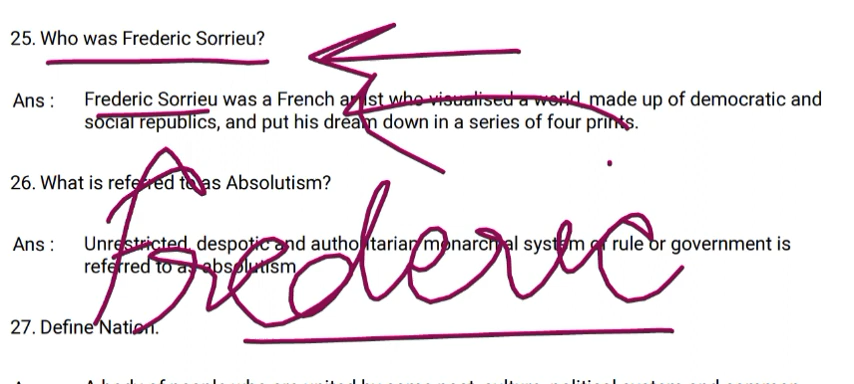 25. Who was Frederic Sorrieu?
Ans : Frederic Sorrieu was a French artist who visualised a world made up of democratic and
social republics, and put his dream down in a series of four prints.
26. What is referred to as Absolutism?
Ans : Unrestricted, despotic and authoritarian monarchial system of rule or government is
referred to as absolutism
Frederic
27. Define Nation.